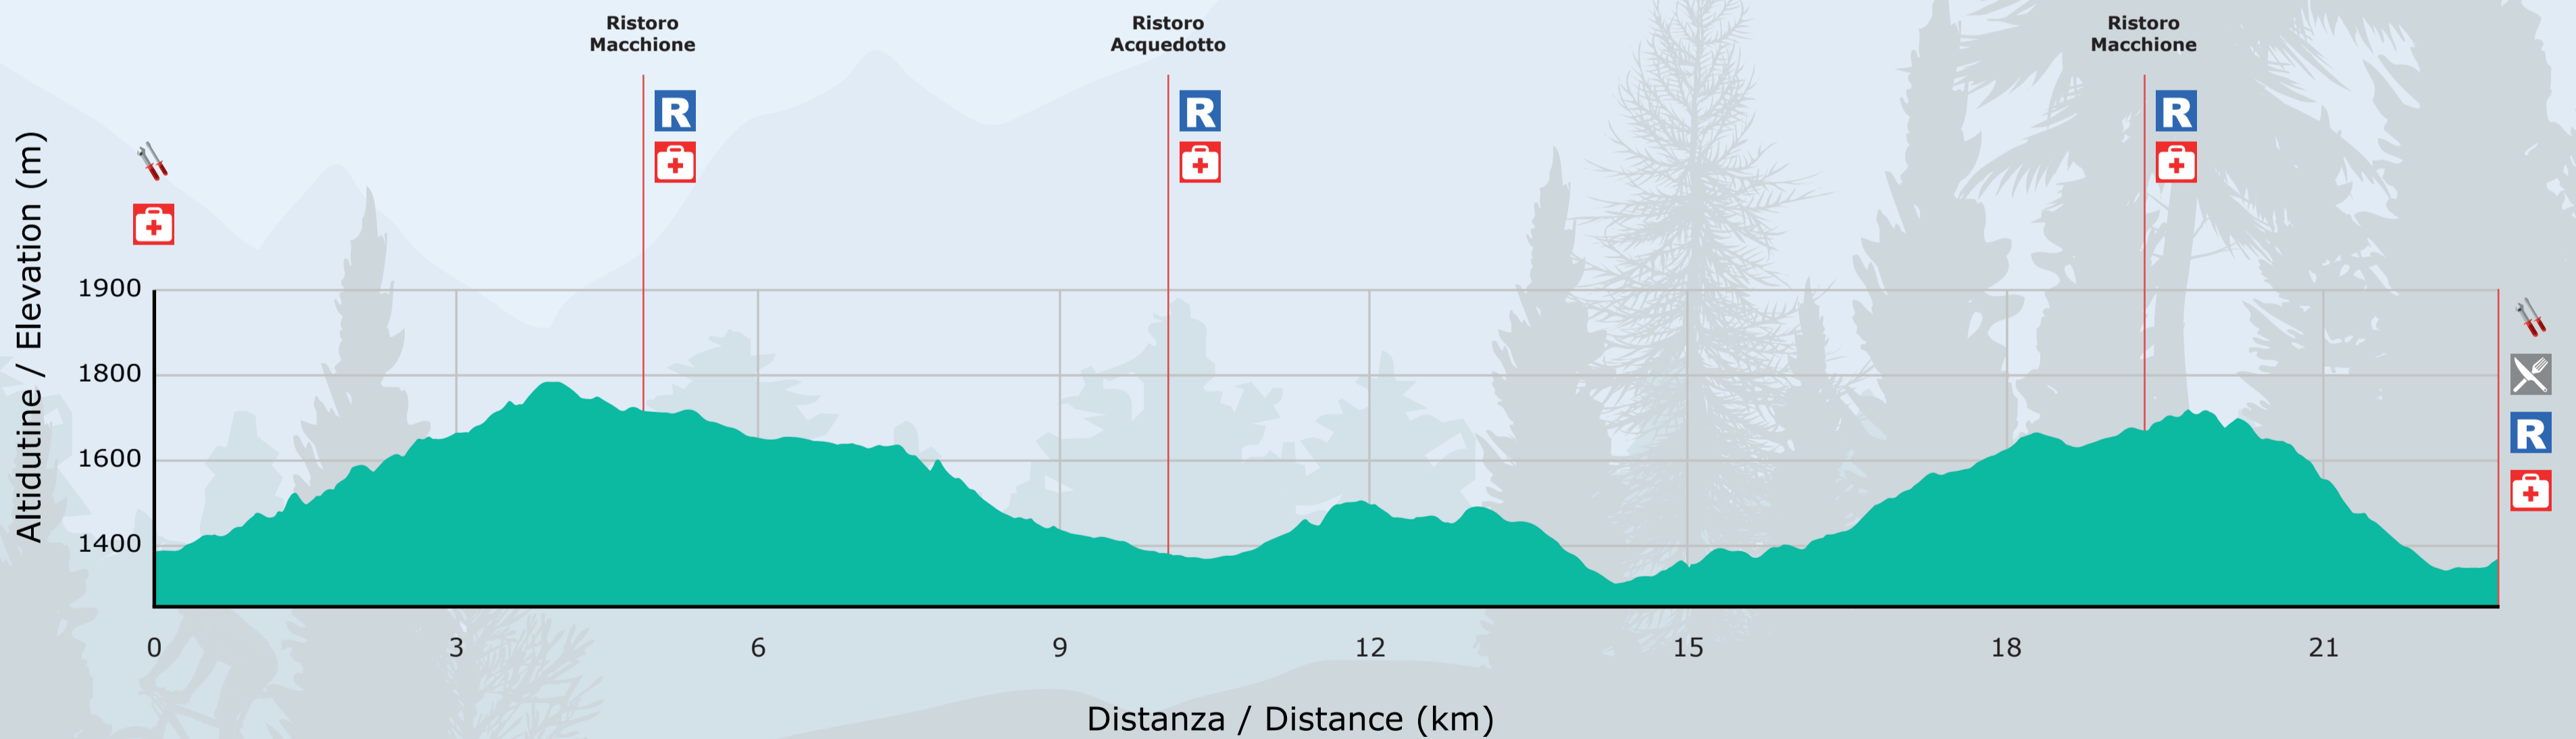 Ristoro
Macchione
Ristoro
Acquedotto
Ristoro
Macchione
R
R
R
Altidutine / Elevation (m)
1900
1800
1600
1400
R
0 3 6 9 12 15 18 21
Distanza / Distance (km)